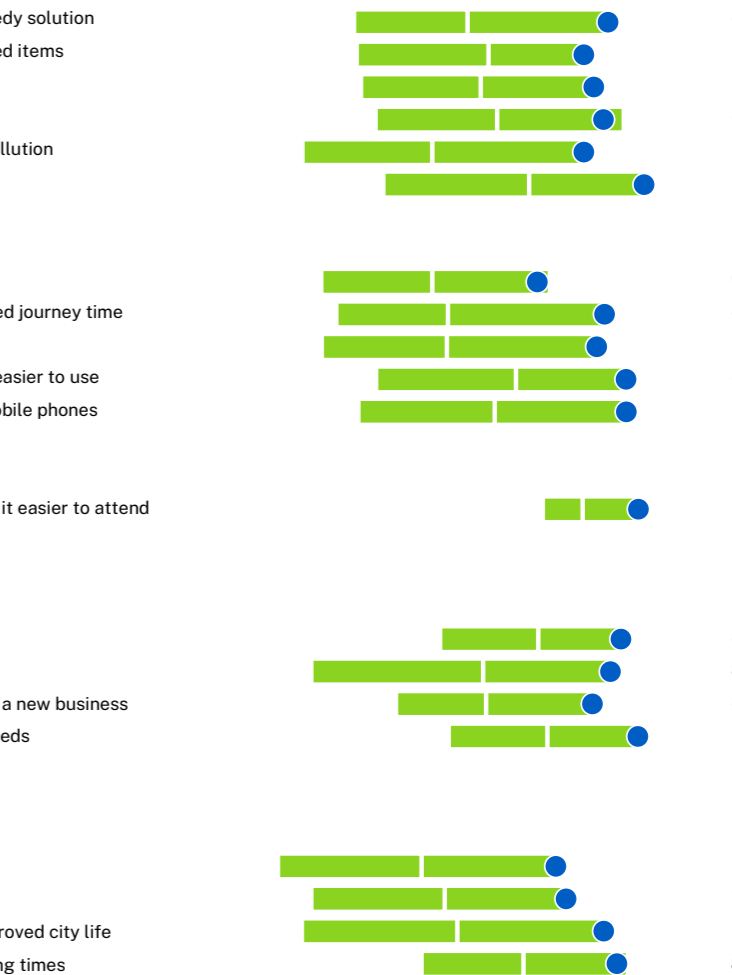 edy solution
ed items
llution
ed journey time
easier to use
obile phones
it easier to attend
a new business
eds
roved city life
ng times